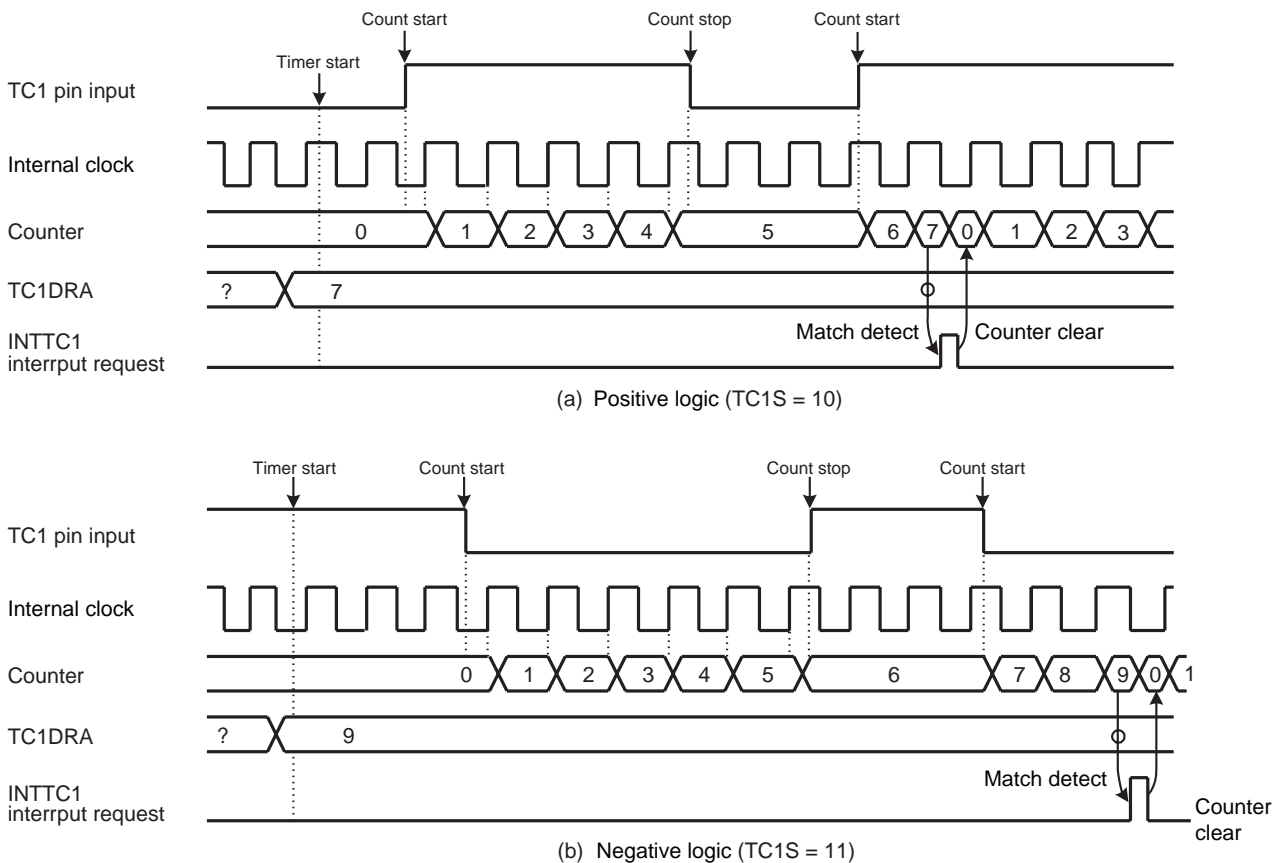 Count start Count stop Count start
Timer start
TC1 pin input
Internal clock
Counter 0 1 2 3 4 5 6 7 0 1 2 3
TC1DRA ? 7
INTTC1
interrput request
Match detect Counter clear
(a) Positive logic (TC1S = 10)
Timer start Count start Count stop Count start
TC1 pin input
Internal clock
Counter 0 1 2 3 4 5 6 7 8 9 0 1
TC1DRA ? 9
INTTC1
interrput request
Match detect
Counter
clear
(b) Negative logic (TC1S = 11)